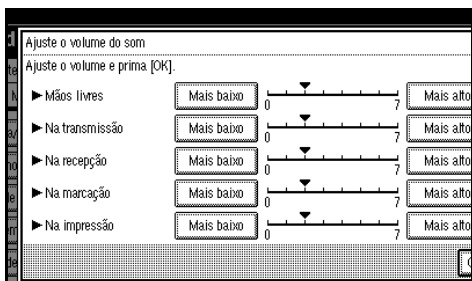 Ajuste o volume do som
Ajuste o volume e prima [OK].
►Mãos livres Mais baixo 0 7 Mais alto
►Na transmissão Mais baixo 0 7 Mais alto
►Na recepção Mais baixo 0 7 Mais alto
►Na marcação Mais baixo 0 7 Mais alto
►Na impressão Mais baixo 0 7 Mais alto